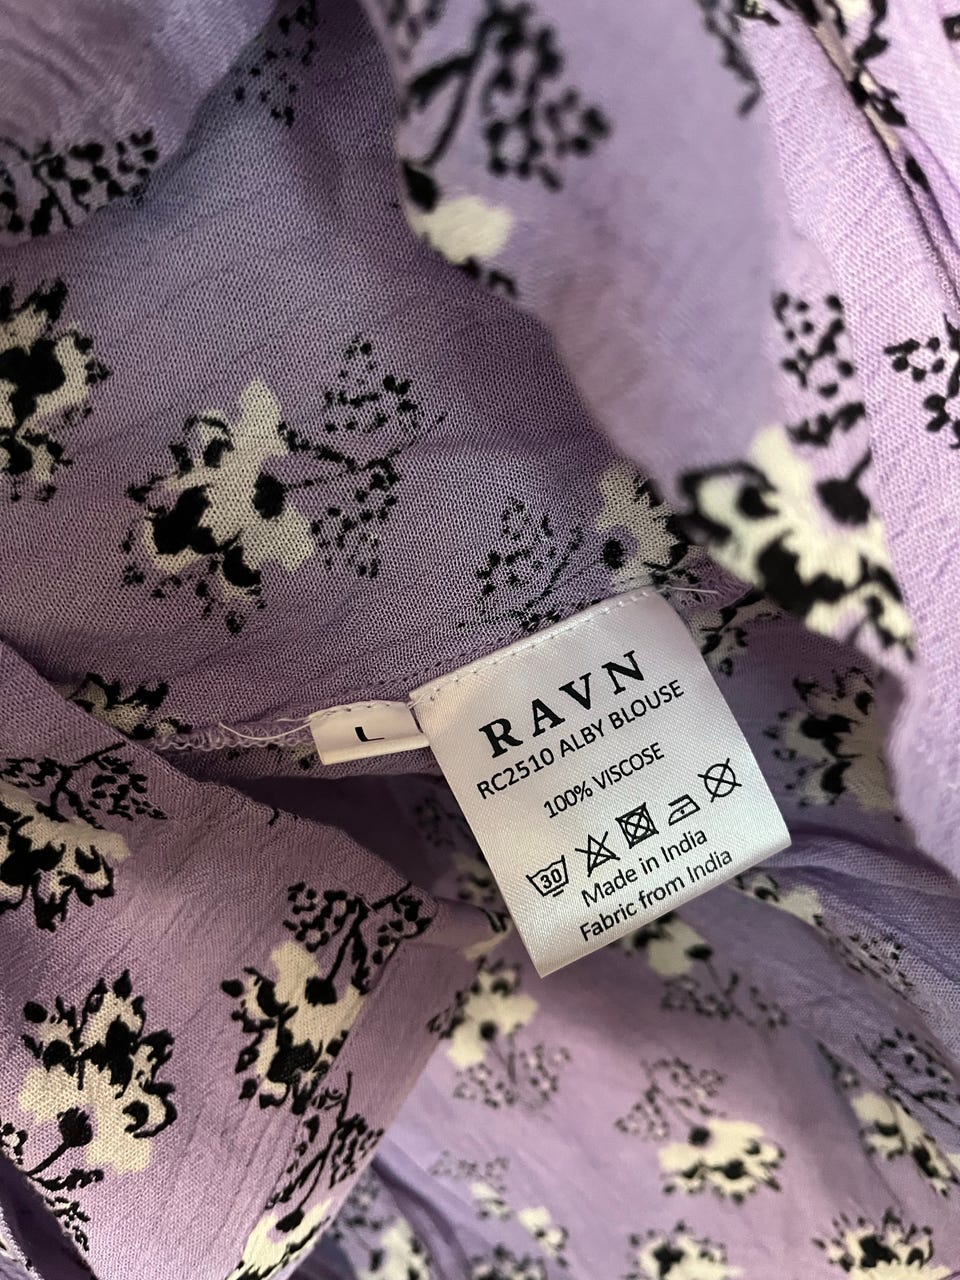 L
RAVN
RC2510 ALBY BLOUSE
100% VISCOSE
30
Made in India
Fabric from India